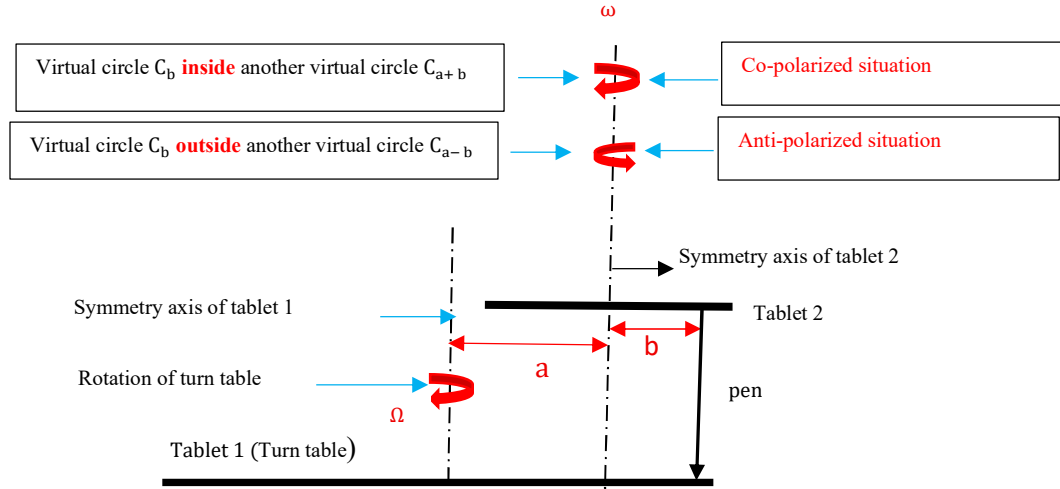 ω
Virtual circle C_b inside another virtual circle C_{a+ b}
Co-polarized situation
Virtual circle C_b outside another virtual circle C_{a− b}
Anti-polarized situation
Symmetry axis of tablet 2
Symmetry axis of tablet 1
Tablet 2
a
b
Rotation of turn table
pen
Ω
Tablet 1 (Turn table)